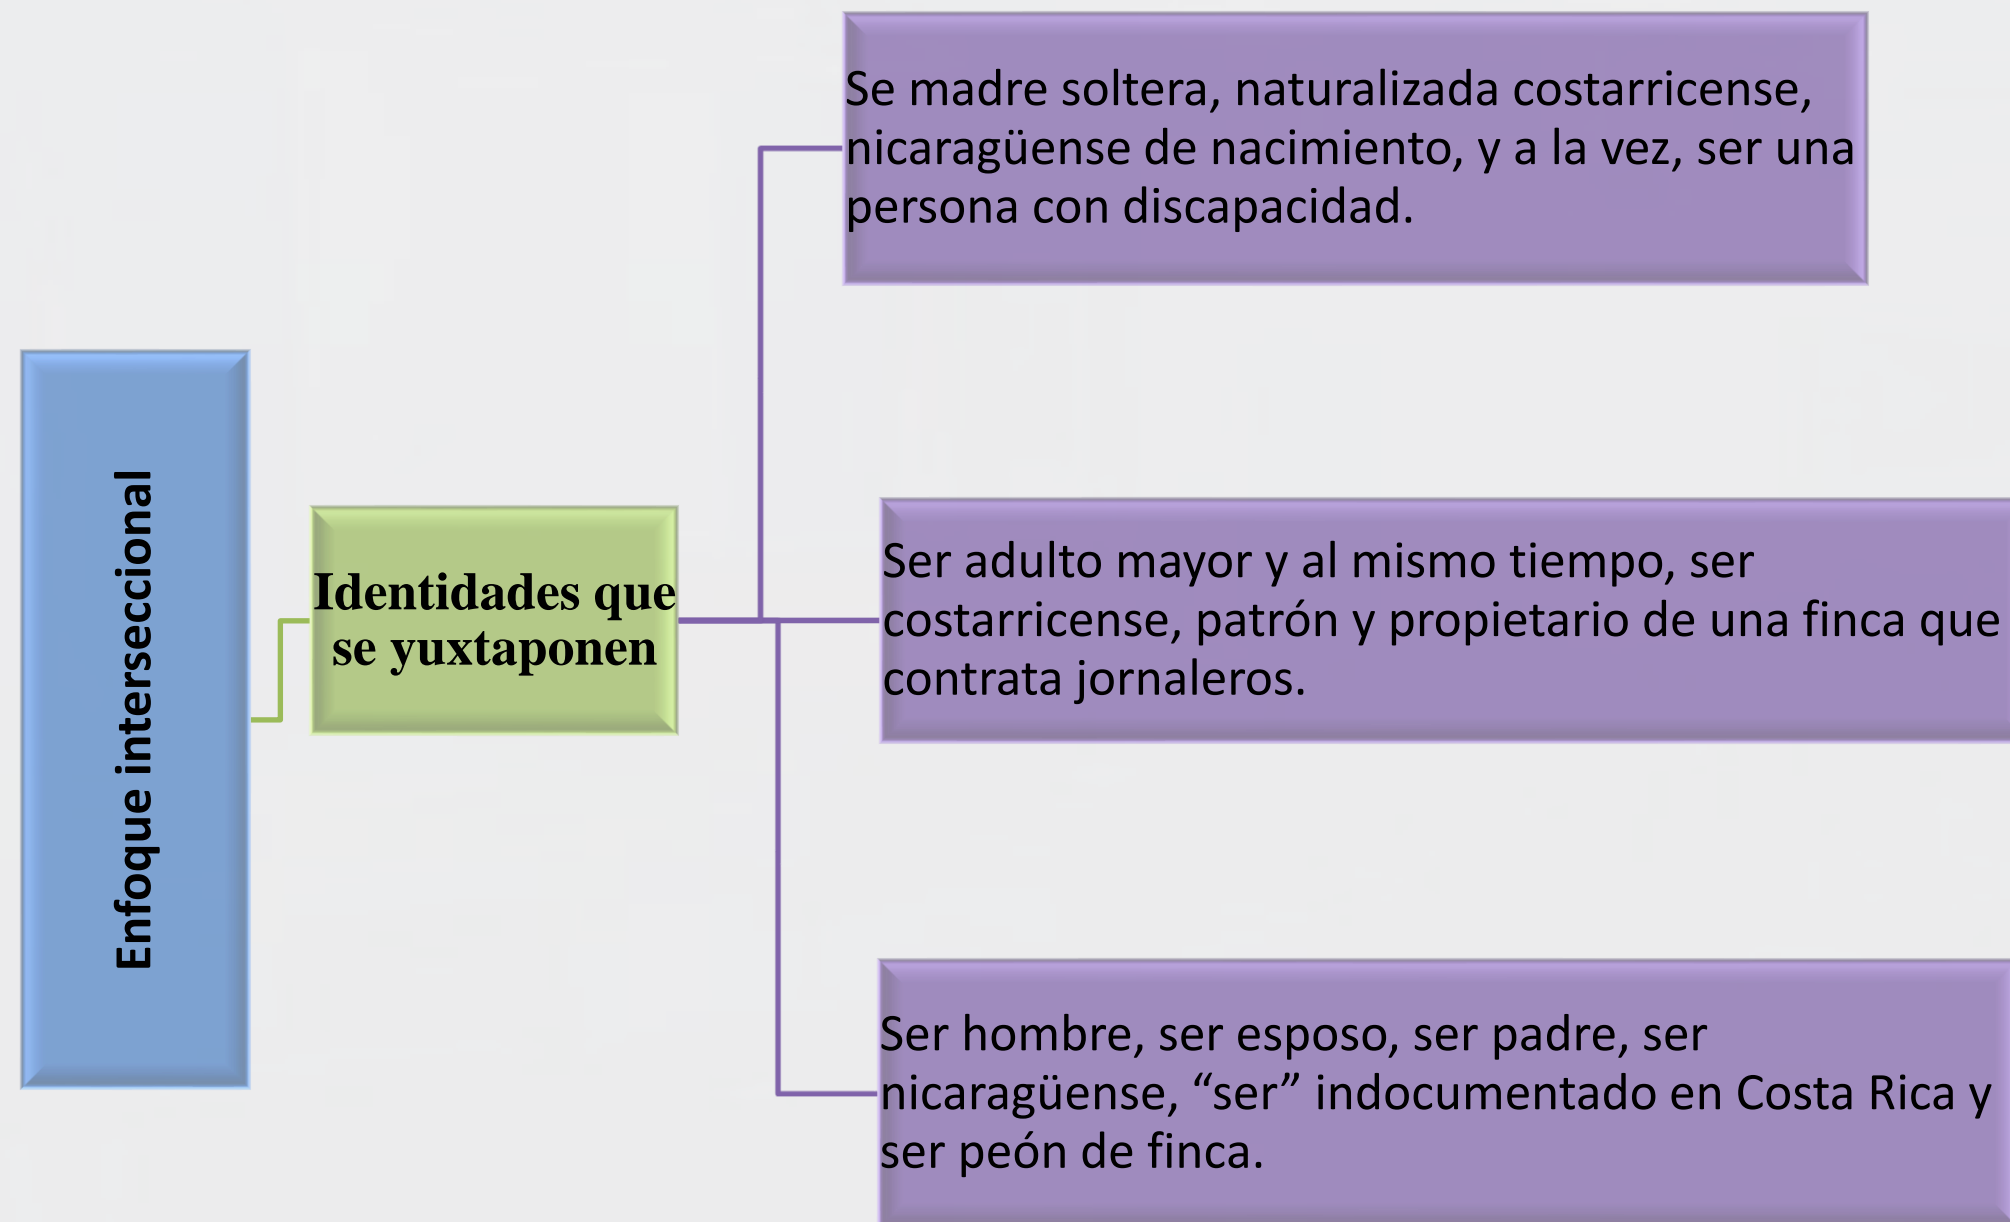 Enfoque interseccional
Identidades que
se yuxtaponen
Se madre soltera, naturalizada costarricense,
nicaragüense de nacimiento, y a la vez, ser una
persona con discapacidad.
Ser adulto mayor y al mismo tiempo, ser
costarricense, patrón y propietario de una finca que
contrata jornaleros.
Ser hombre, ser esposo, ser padre, ser
nicaragüense, “ser” indocumentado en Costa Rica y
ser peón de finca.